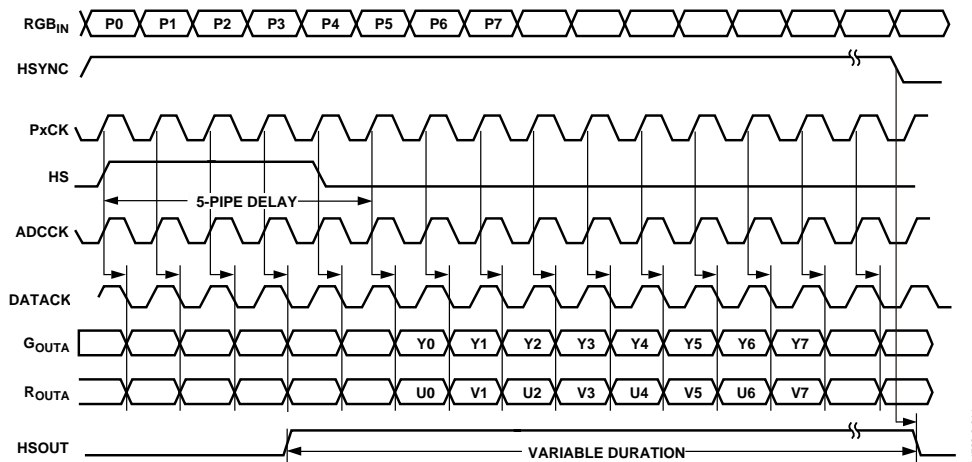 RGBIN P0 P1 P2 P3 P4 P5 P6 P7
HSYNC
PxCK
HS
5-PIPE DELAY
ADCCK
DATACK
GOUTA Y0 Y1 Y2 Y3 Y4 Y5 Y6 Y7
ROUTA U0 V1 U2 V3 U4 V5 U6 V7
HSOUT VARIABLE DURATION